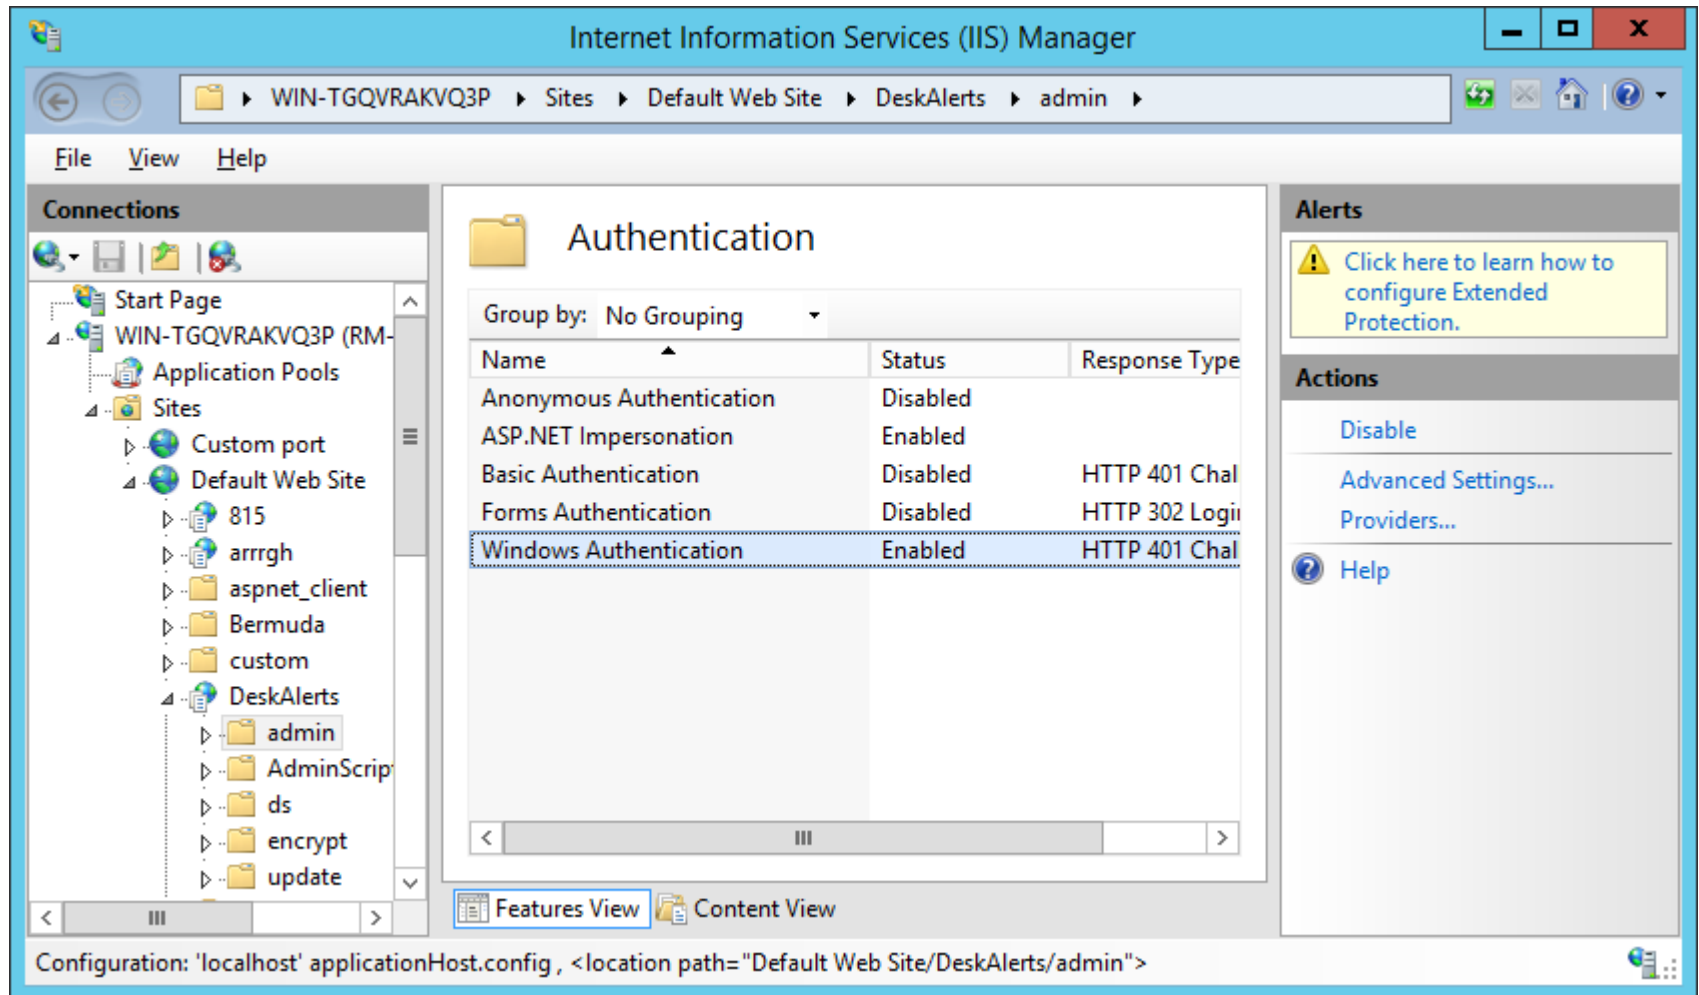 Internet Information Services (IIS) Manager
WIN-TGQVRAKVQ3P Sites Default Web Site DeskAlerts admin
File View Help
Connections
Start Page
WIN-TGQVRAKVQ3P (RM-
Application Pools
Sites
Custom port
Default Web Site
815
arrrgh
aspnet_client
Bermuda
custom
DeskAlerts
admin
AdminScrip
ds
encrypt
update
Authentication
Group by: No Grouping
Name Status Response Type
Anonymous Authentication Disabled
ASP.NET Impersonation Enabled
Basic Authentication Disabled HTTP 401 Chal
Forms Authentication Disabled HTTP 302 Logi
Windows Authentication Enabled HTTP 401 Chal
Features View Content View
Alerts
Click here to learn how to
configure Extended
Protection.
Actions
Disable
Advanced Settings...
Providers...
Help
Configuration: 'localhost' applicationHost.config , <location path="Default Web Site/DeskAlerts/admin">